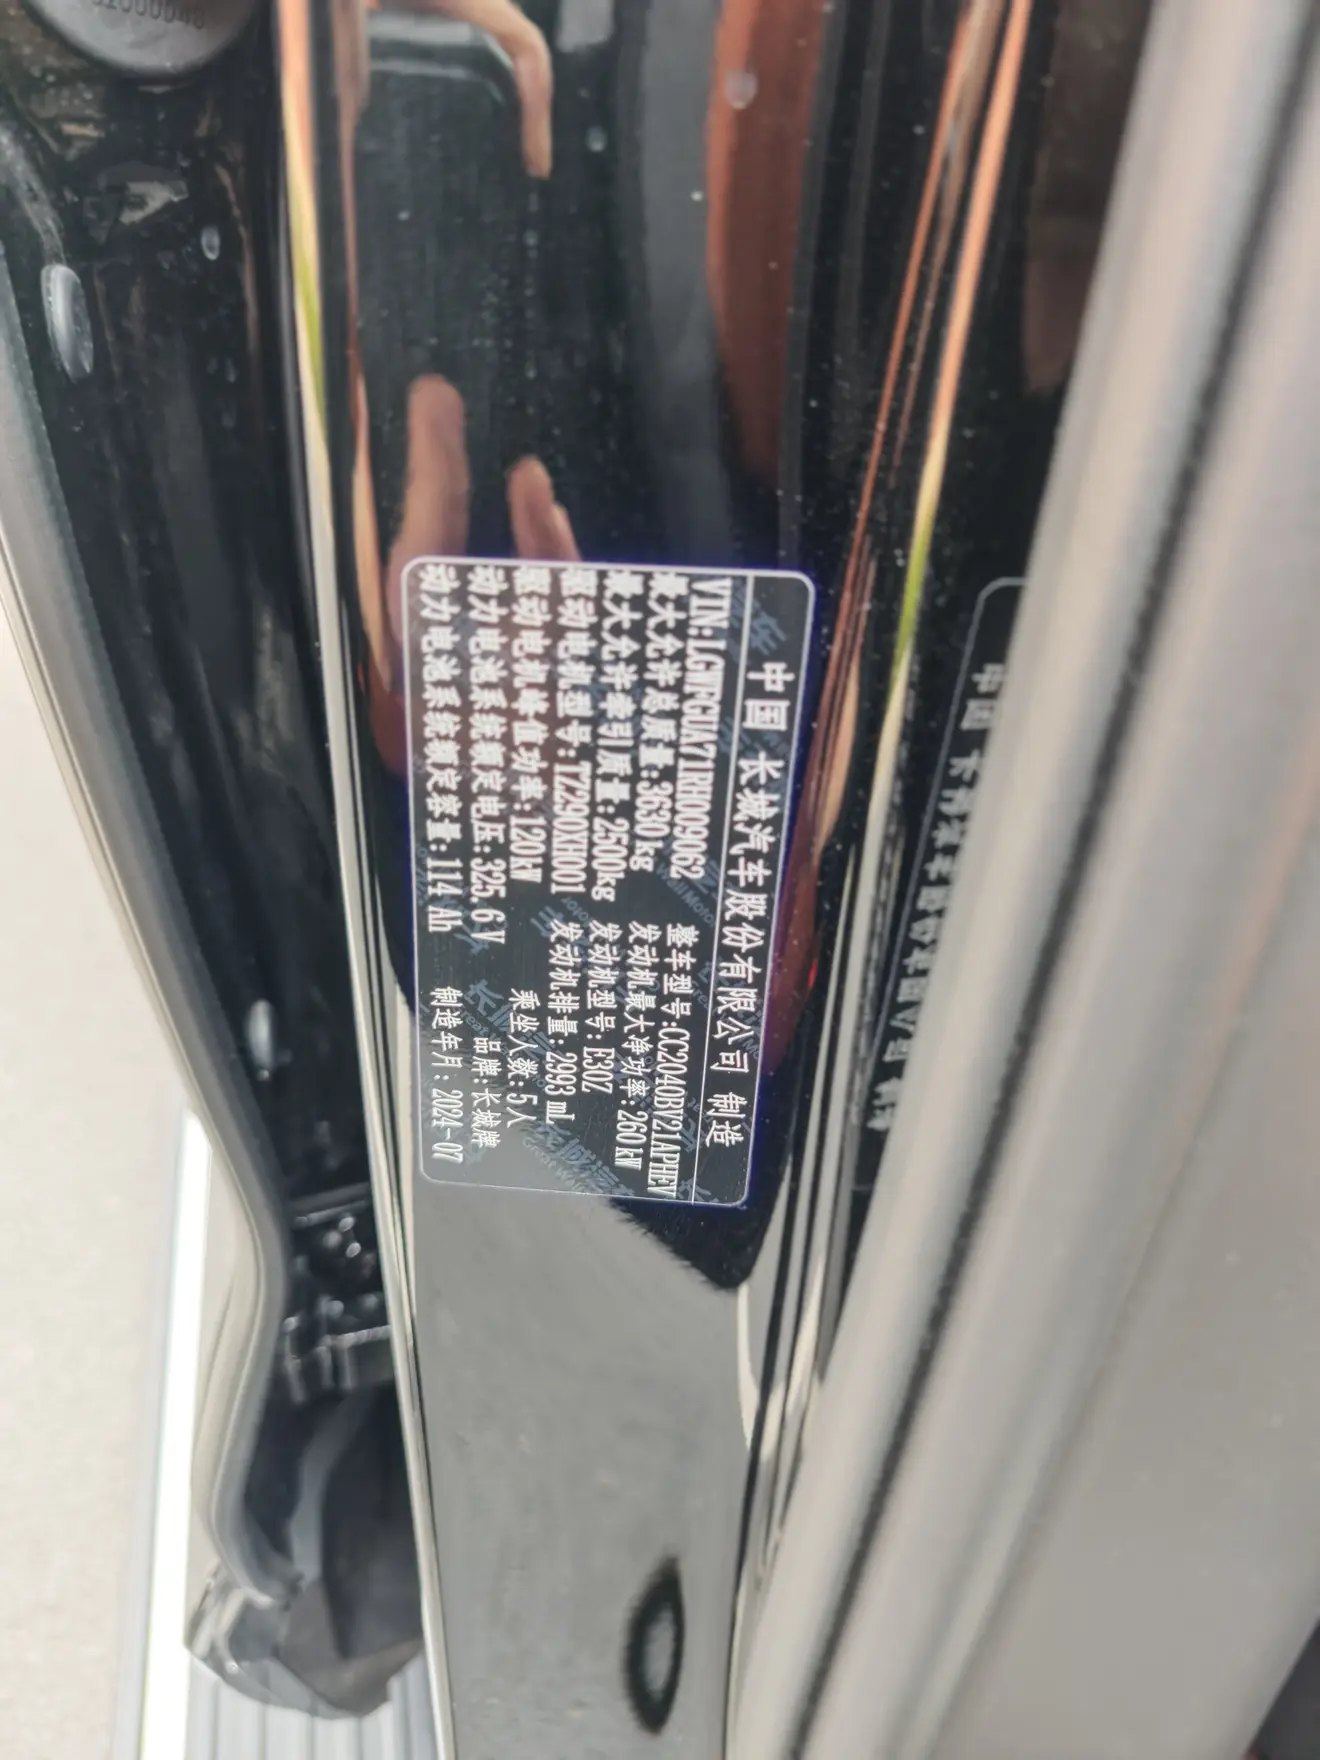 中国 长城汽车股份有限公司 制造
VIN:LGWFGUA71RH009062 整车型号:CC2040BV21APHEV
最大允许总质量:3630kg 发动机最大净功率:260kW
最大允许牵引质量:2500kg 发动机型号:E30Z
驱动电机型号:TZ290XH001 发动机排量:2993mL
驱动电机峰值功率:120kW 乘坐人数:5人
动力电池系统额定电压:325.6V 品牌:长城牌
动力电池系统额定容量:114Ah 制造年月:2024-07